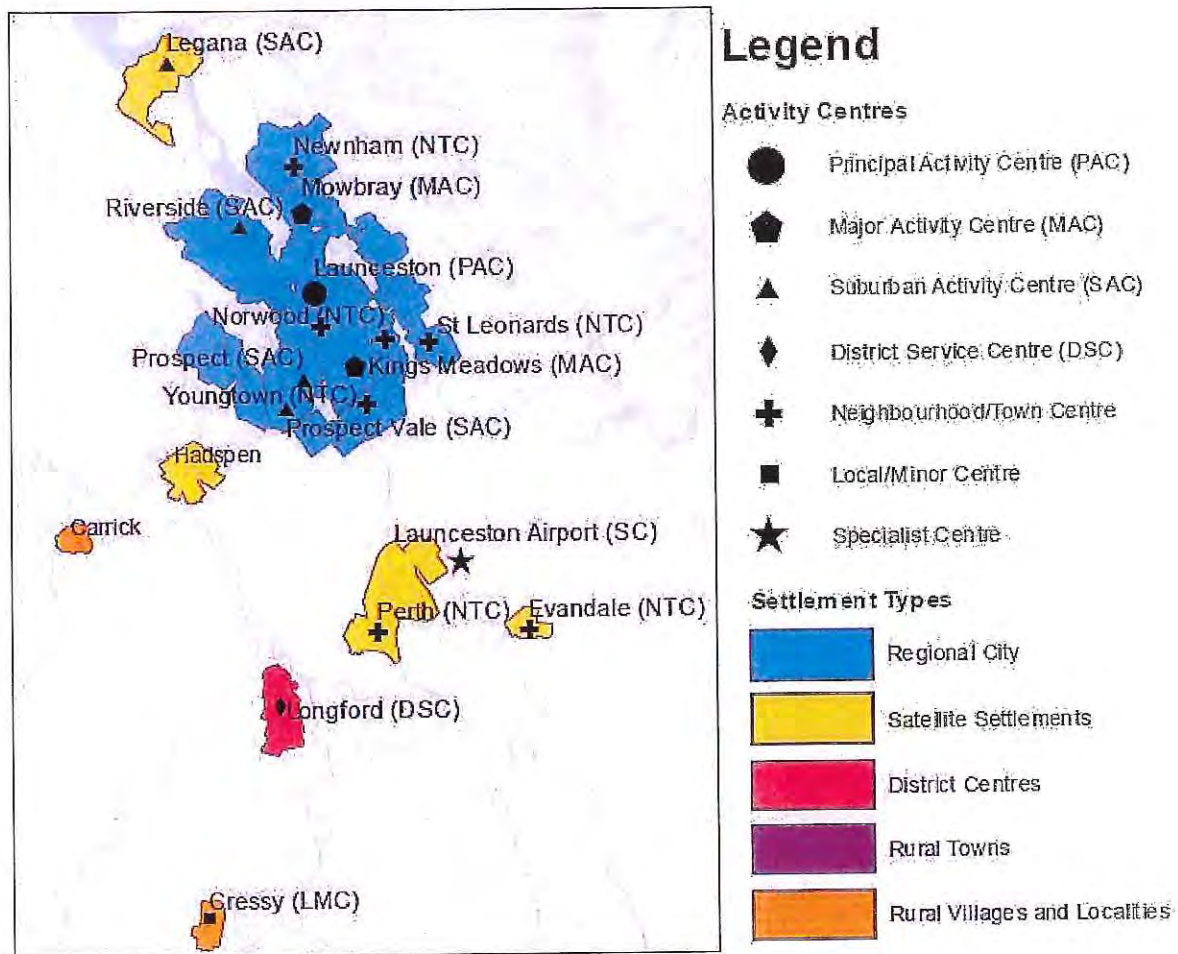 Legana (SAC)
Newnham (NTC)
Mowbray (MAC)
Riverside (SAC)
Launceston (PAC)
Norwood (NTC)
St Leonards (NTC)
Prospect (SAC)
Kings Meadows (MAC)
Youngtown (NTC)
Prospect Vale (SAC)
Hadspen
Carrick
Launceston Airport (SC)
Perth (NTC)
Evandale (NTC)
Longford (DSC)
Cressy (LMC)
Legend
Activity Centres
Principal Activity Centre (PAC)
Major Activity Centre (MAC)
Suburban Activity Centre (SAC)
District Service Centre (DSC)
Neighbourhood/Town Centre
Local/Minor Centre
Specialist Centre
Settlement Types
Regional City
Satellite Settlements
District Centres
Rural Towns
Rural Villages and Localities